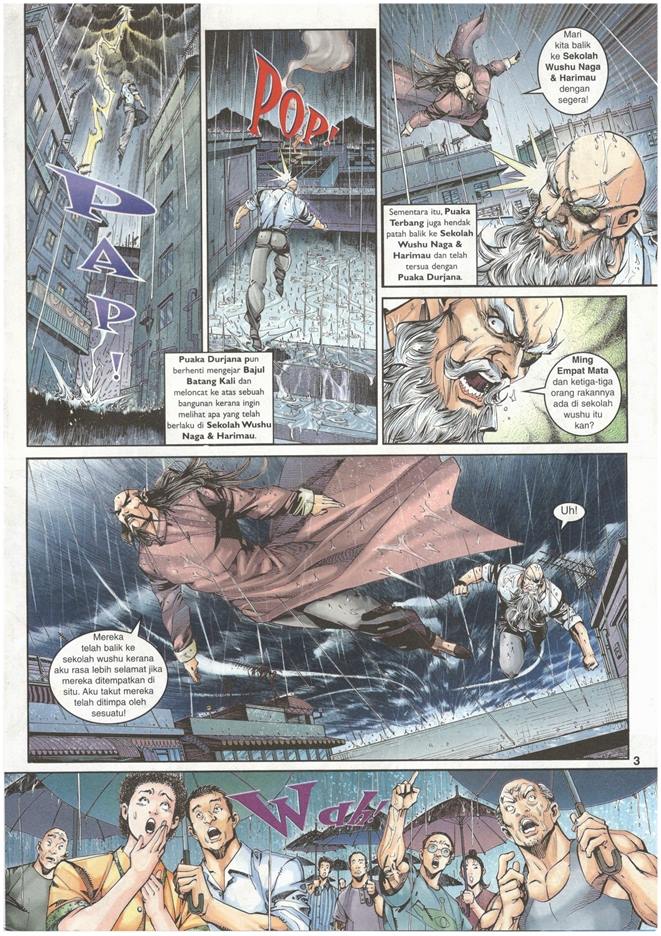 PAP!
POP!
Puaka Durjana pun
berhenti mengejar Bajul
Batang Kali dan
meloncat ke atas sebuah
bangunan kerana ingin
melihat apa yang telah
berlaku di Sekolah Wushu
Naga & Harimau.
Mari
kita balik
ke Sekolah
Wushu Naga
& Harimau
dengan
segera!
Sementara itu, Puaka
Terbang juga hendak
patah balik ke Sekolah
Wushu Naga &
Harimau dan telah
tersua dengan
Puaka Durjana.
Ming
Empat Mata
dan ketiga-tiga
orang rakannya
ada di sekolah
wushu itu
kan?
Uh!
Mereka
telah balik ke
sekolah wushu kerana
aku rasa lebih selamat jika
mereka ditempatkan di
situ. Aku takut mereka
telah ditimpa oleh
sesuatu!
3
Wah!